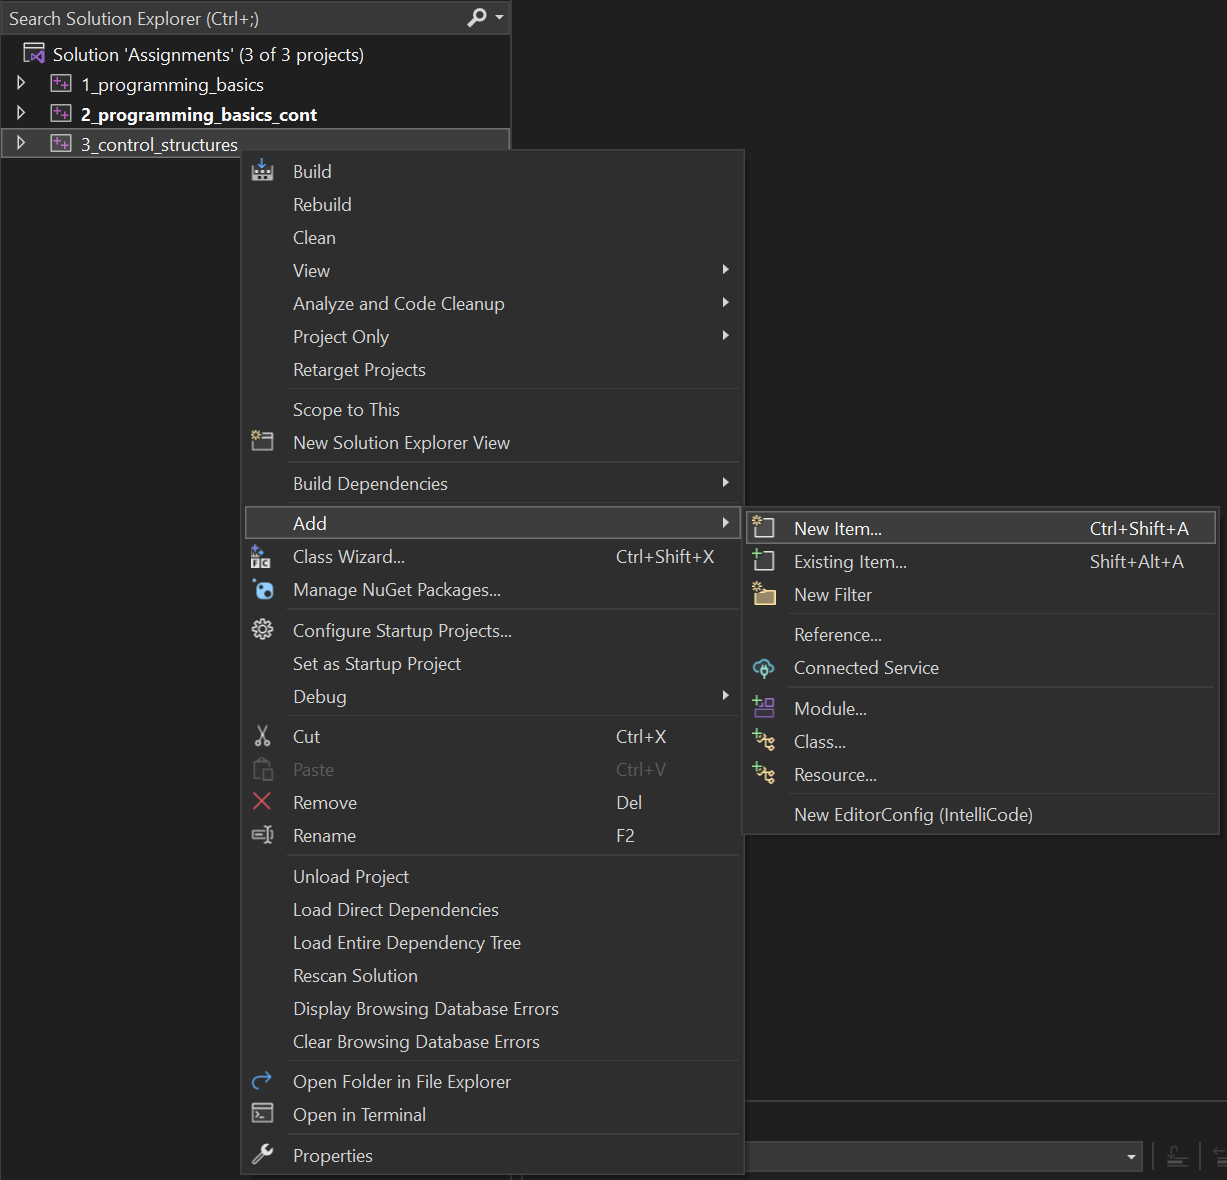 Search Solution Explorer (Ctrl+;)
Solution 'Assignments' (3 of 3 projects)
1_programming_basics
2_programming_basics_cont
3_control_structures
Build
Rebuild
Clean
View
Analyze and Code Cleanup
Project Only
Retarget Projects
Scope to This
New Solution Explorer View
Build Dependencies
Add
Class Wizard... Ctrl+Shift+X
Manage NuGet Packages...
Configure Startup Projects...
Set as Startup Project
Debug
Cut Ctrl+X
Paste Ctrl+V
Remove Del
Rename F2
Unload Project
Load Direct Dependencies
Load Entire Dependency Tree
Rescan Solution
Display Browsing Database Errors
Clear Browsing Database Errors
Open Folder in File Explorer
Open in Terminal
Properties
New Item... Ctrl+Shift+A
Existing Item... Shift+Alt+A
New Filter
Reference...
Connected Service
Module...
Class...
Resource...
New EditorConfig (IntelliCode)